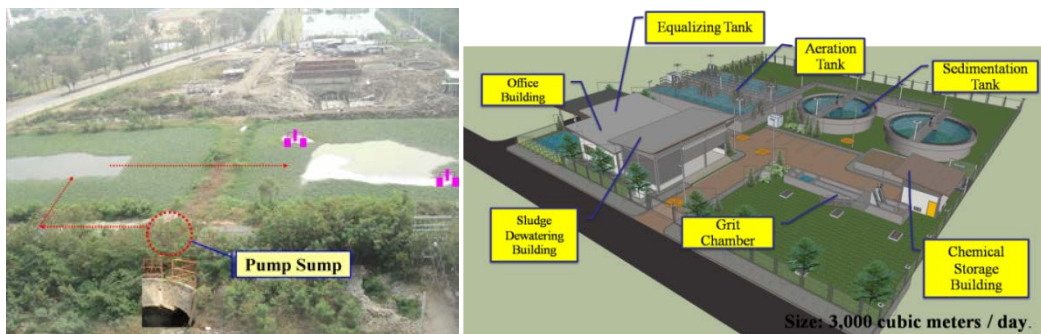 Pump Sump
Equalizing Tank
Aeration
Tank
Sedimentation
Tank
Office
Building
Sludge
Dewatering
Building
Grit
Chamber
Chemical
Storage
Building
Size: 3,000 cubic meters / day.